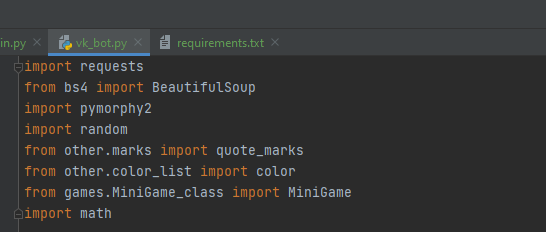 in.py vk_bot.py requirements.txt
import requests
from bs4 import BeautifulSoup
import pymorphy2
import random
from other.marks import quote_marks
from other.color_list import color
from games.MiniGame_class import MiniGame
import math